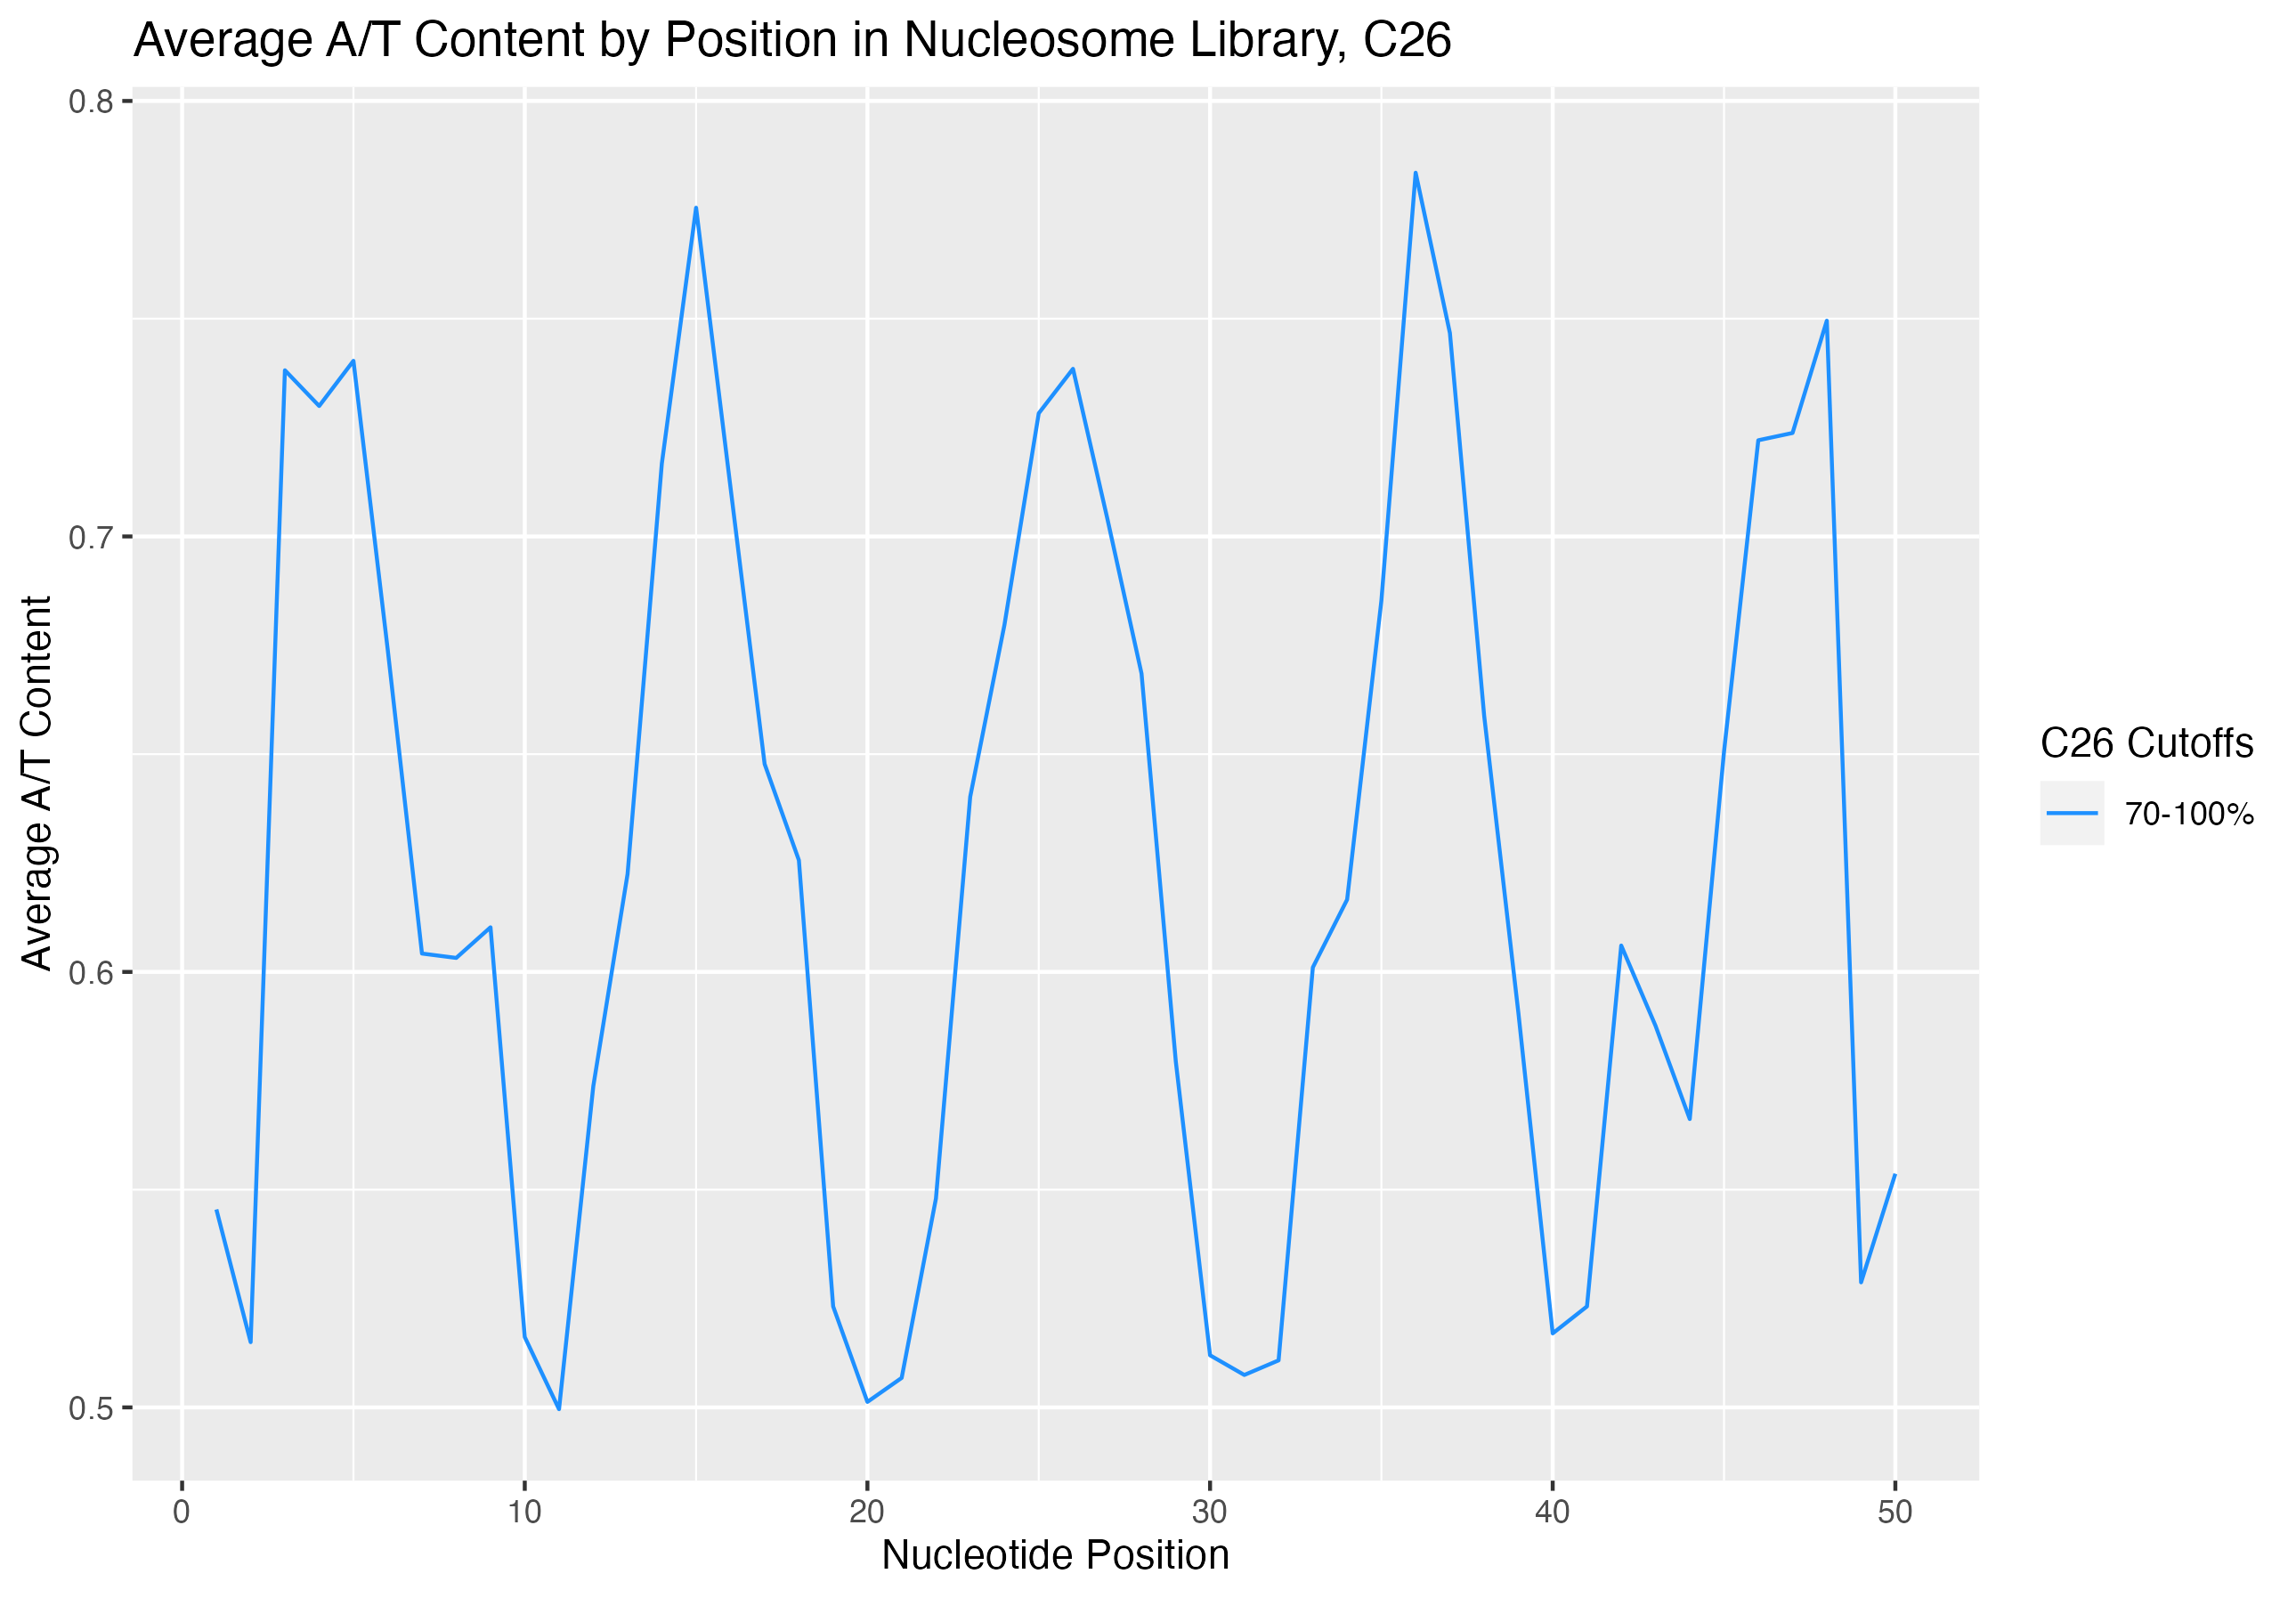 Average A/T Content by Position in Nucleosome Library, C26
0.8
0.7
0.6
0.5
Average A/T Content
0
10
20
30
40
50
Nucleotide Position
C26 Cutoffs
70-100%